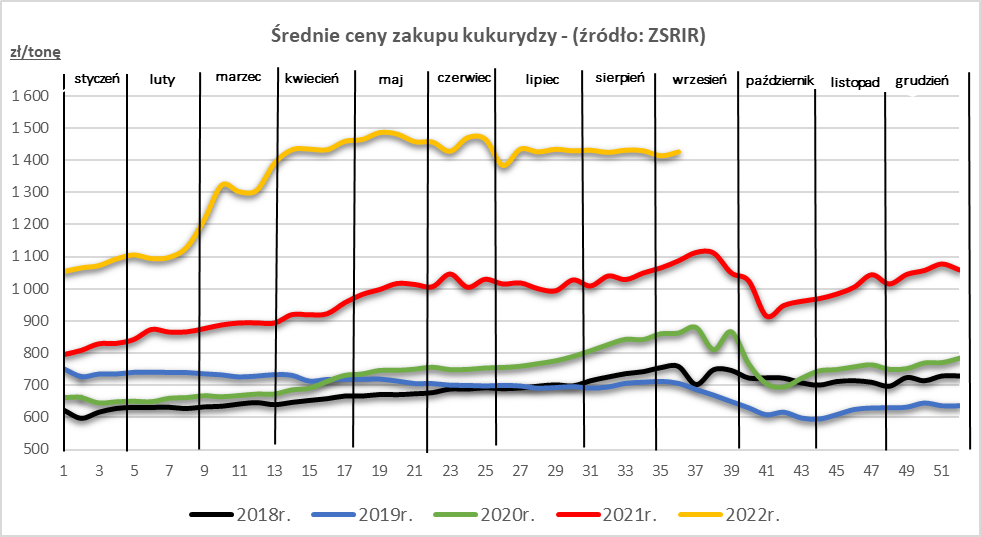 Średnie ceny zakupu kukurydzy - (źródło: ZSRIR)
zł/tonę
styczeń luty marzec kwiecień maj czerwiec lipiec sierpień wrzesień październik listopad grudzień
1 600
1 500
1 400
1 300
1 200
1 100
1 000
900
800
700
600
500
1 3 5 7 9 11 13 15 17 19 21 23 25 27 29 31 33 35 37 39 41 43 45 47 49 51
2018r. 2019r. 2020r. 2021r. 2022r.